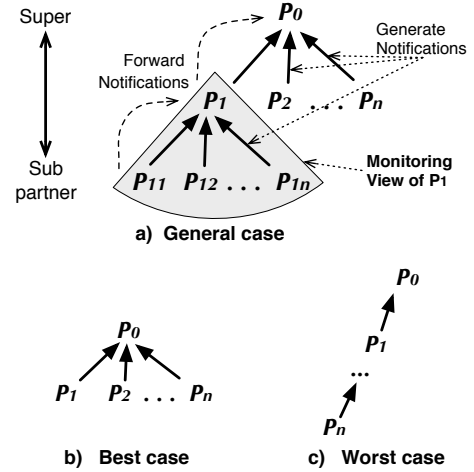 Super
P0
Generate
Notifications
Forward
Notifications
P1
P2 . . . Pn
Sub
partner
P11 P12 . . . P1n
Monitoring
View of P1
a) General case
P0
P0
P1
...
P1 P2 . . . Pn
Pn
b) Best case
c) Worst case